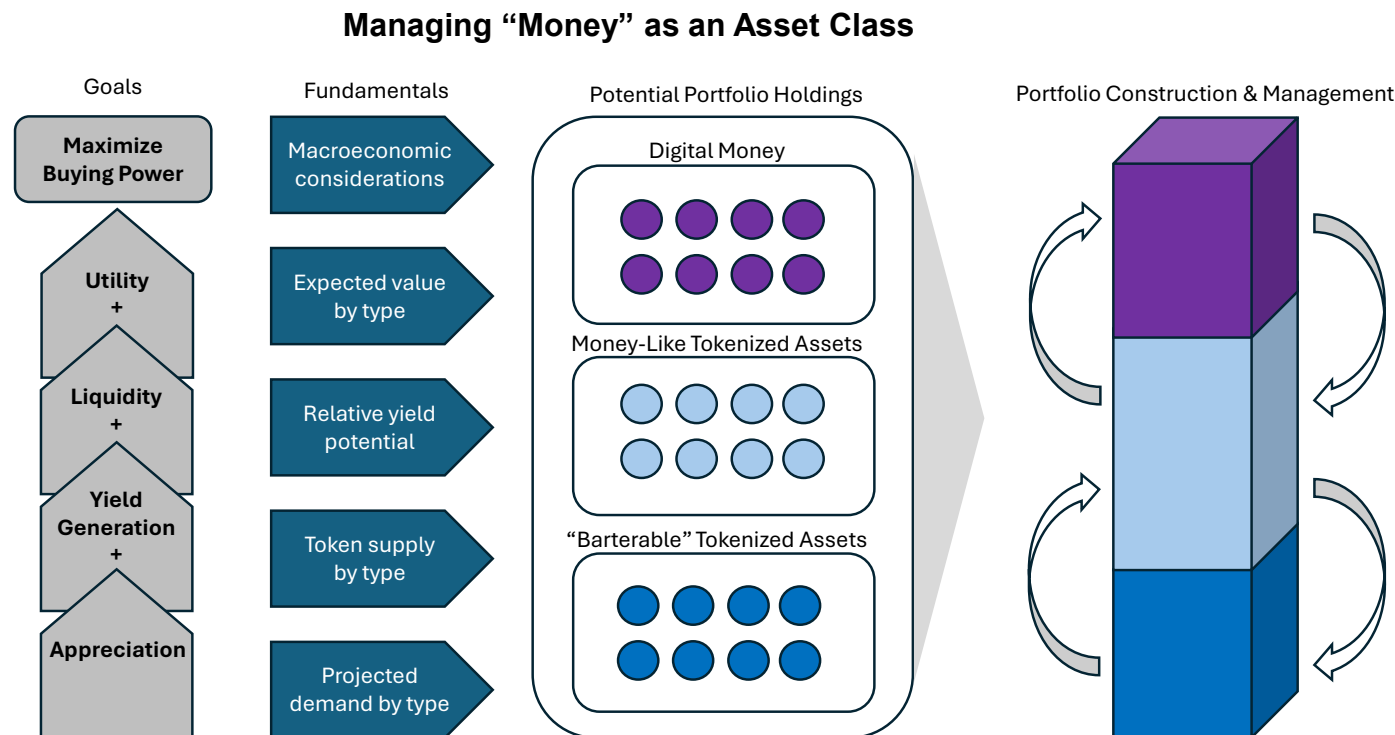 Managing “Money” as an Asset Class
Goals
Maximize
Buying Power
Utility
+
Liquidity
+
Yield
Generation
+
Appreciation
Fundamentals
Macroeconomic
considerations
Expected value
by type
Relative yield
potential
Token supply
by type
Projected
demand by type
Potential Portfolio Holdings
Digital Money
Money-Like Tokenized Assets
“Barterable” Tokenized Assets
Portfolio Construction & Management